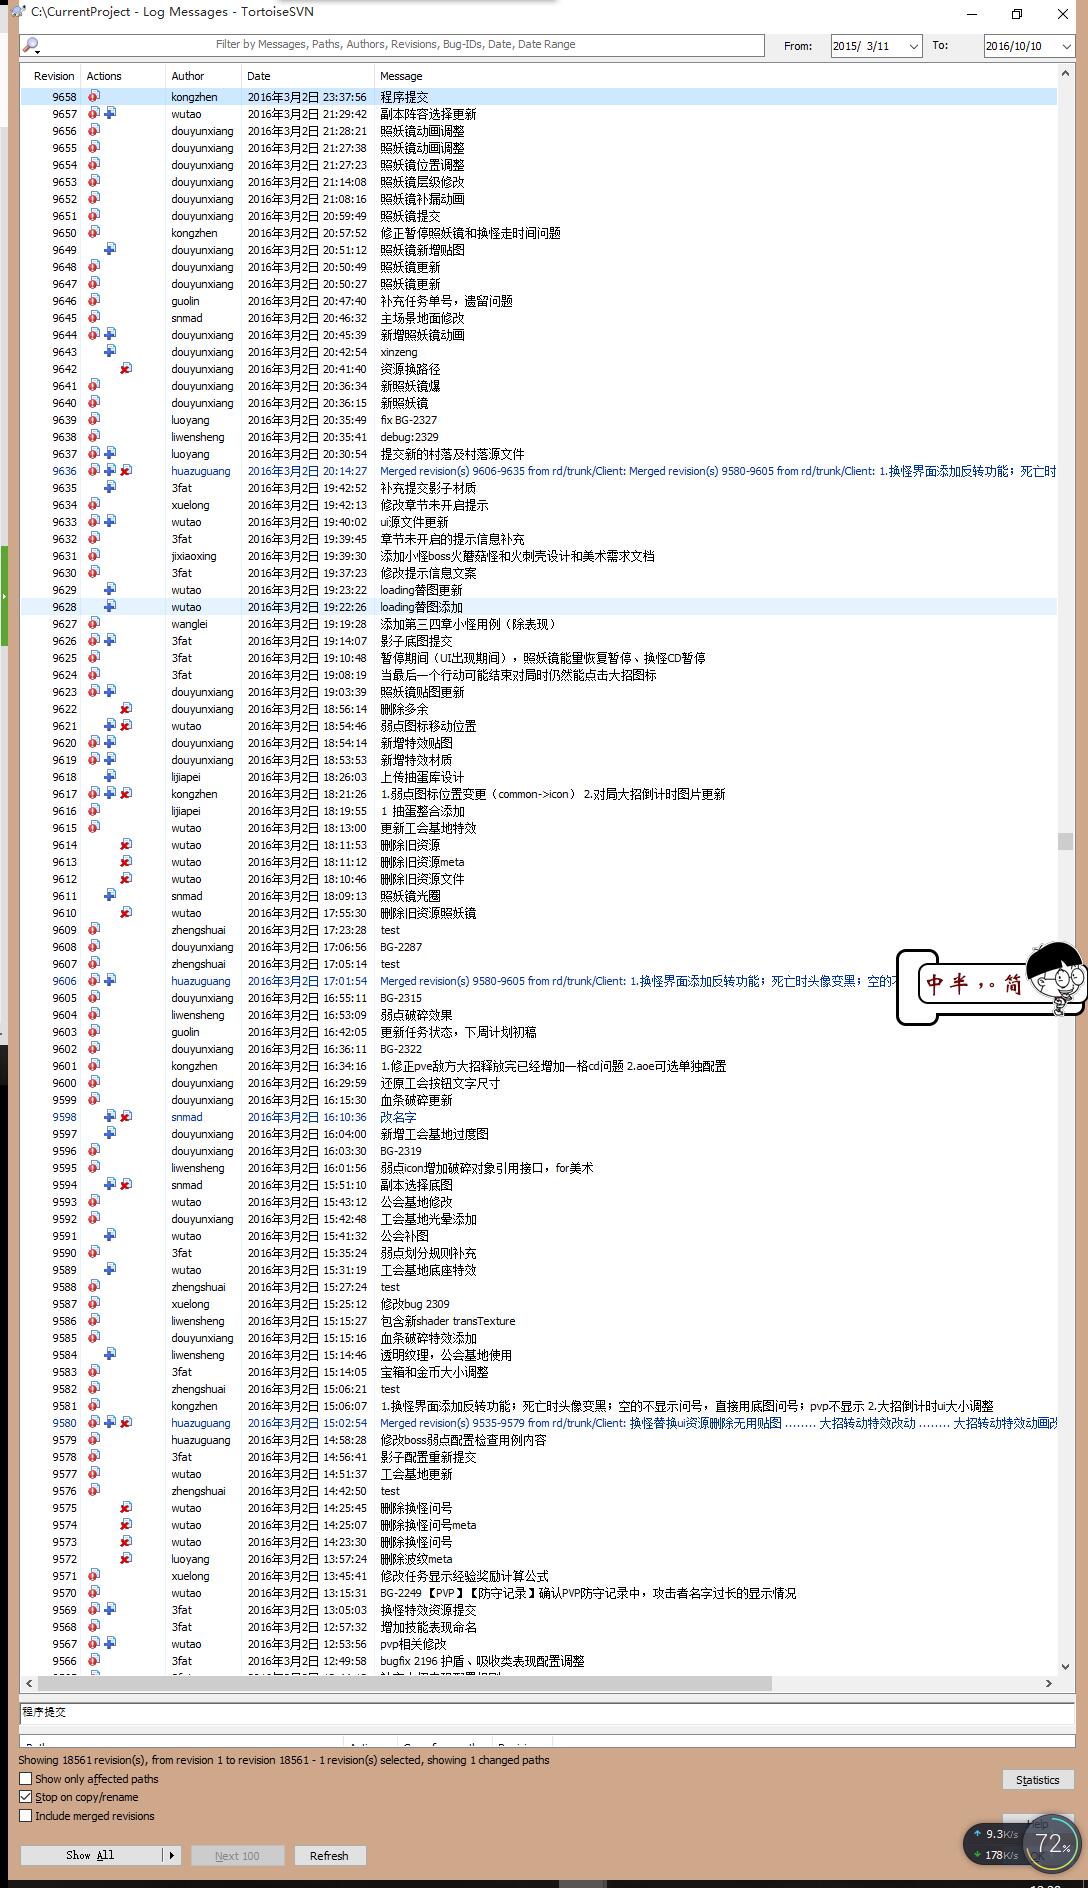 C:\CurrentProject - Log Messages - TortoiseSVN
Filter by Messages, Paths, Authors, Revisions, Bug-IDs, Date, Date Range From: 2015/ 3/11 To: 2016/10/10
Revision Actions Author Date Message
9658 kongzhen 2016年3月2日 23:37:56 程序提交
9657 wutao 2016年3月2日 21:29:42 副本阵容选择更新
9656 douyunxiang 2016年3月2日 21:28:21 照妖镜动画调整
9655 douyunxiang 2016年3月2日 21:27:38 照妖镜动画调整
9654 douyunxiang 2016年3月2日 21:27:23 照妖镜位置调整
9653 douyunxiang 2016年3月2日 21:14:08 照妖镜层级修改
9652 douyunxiang 2016年3月2日 21:08:16 照妖镜补漏动画
9651 douyunxiang 2016年3月2日 20:59:49 照妖镜提交
9650 kongzhen 2016年3月2日 20:57:52 修正暂停照妖镜和换怪走时间问题
9649 douyunxiang 2016年3月2日 20:51:12 照妖镜新增贴图
9648 douyunxiang 2016年3月2日 20:50:49 照妖镜更新
9647 douyunxiang 2016年3月2日 20:50:27 照妖镜更新
9646 guolin 2016年3月2日 20:47:40 补充任务单号，遗留问题
9645 snmad 2016年3月2日 20:46:32 主场景地面修改
9644 douyunxiang 2016年3月2日 20:45:39 新增照妖镜动画
9643 douyunxiang 2016年3月2日 20:42:54 xinzeng
9642 douyunxiang 2016年3月2日 20:41:40 资源换路径
9641 douyunxiang 2016年3月2日 20:36:34 新照妖镜爆
9640 douyunxiang 2016年3月2日 20:36:15 新照妖镜
9639 luoyang 2016年3月2日 20:35:49 fix BG-2327
9638 liwensheng 2016年3月2日 20:35:41 debug:2329
9637 luoyang 2016年3月2日 20:30:54 提交新的村落及村落源文件
9636 huazuguang 2016年3月2日 20:14:27 Merged revision(s) 9606-9635 from rd/trunk/Client: Merged revision(s) 9580-9605 from rd/trunk/Client: 1.换怪界面添加反转功能；死亡时
9635 3fat 2016年3月2日 19:42:52 补充提交影子材质
9634 xuelong 2016年3月2日 19:42:13 修改章节未开启提示
9633 wutao 2016年3月2日 19:40:02 ui源文件更新
9632 3fat 2016年3月2日 19:39:45 章节未开启的提示信息补充
9631 jixiaoxing 2016年3月2日 19:39:30 添加小怪boss火蘑菇怪和火刺壳设计和美术需求文档
9630 3fat 2016年3月2日 19:37:23 修改提示信息文案
9629 wutao 2016年3月2日 19:23:22 loading替图更新
9628 wutao 2016年3月2日 19:22:26 loading替图添加
9627 wanglei 2016年3月2日 19:19:28 添加第三四章小怪用例（除表现）
9626 3fat 2016年3月2日 19:14:07 影子底图提交
9625 3fat 2016年3月2日 19:10:48 暂停期间（UI出现期间），照妖镜能量恢复暂停、换怪CD暂停
9624 3fat 2016年3月2日 19:08:19 当最后一个行动可能结束对局时仍然能点击大招图标
9623 douyunxiang 2016年3月2日 19:03:39 照妖镜贴图更新
9622 douyunxiang 2016年3月2日 18:56:14 删除多余
9621 wutao 2016年3月2日 18:54:46 弱点图标移动位置
9620 douyunxiang 2016年3月2日 18:54:14 新增特效贴图
9619 douyunxiang 2016年3月2日 18:53:53 新增特效材质
9618 lijiapei 2016年3月2日 18:26:03 上传抽蛋库设计
9617 kongzhen 2016年3月2日 18:21:26 1.弱点图标位置变更（common->icon） 2.对局大招倒计时图片更新
9616 lijiapei 2016年3月2日 18:19:55 1 抽蛋整合添加
9615 wutao 2016年3月2日 18:13:00 更新工会基地特效
9614 wutao 2016年3月2日 18:11:53 删除旧资源
9613 wutao 2016年3月2日 18:11:12 删除旧资源meta
9612 wutao 2016年3月2日 18:10:46 删除旧资源文件
9611 snmad 2016年3月2日 18:09:13 照妖镜光圈
9610 wutao 2016年3月2日 17:55:30 删除旧资源照妖镜
9609 zhengshuai 2016年3月2日 17:23:28 test
9608 douyunxiang 2016年3月2日 17:06:56 BG-2287
9607 zhengshuai 2016年3月2日 17:05:14 test
9606 huazuguang 2016年3月2日 17:01:54 Merged revision(s) 9580-9605 from rd/trunk/Client: 1.换怪界面添加反转功能；死亡时头像变黑；空的
中半，。简
9605 douyunxiang 2016年3月2日 16:55:11 BG-2315
9604 liwensheng 2016年3月2日 16:53:09 弱点破碎效果
9603 guolin 2016年3月2日 16:42:05 更新任务状态，下周计划初稿
9602 douyunxiang 2016年3月2日 16:36:11 BG-2322
9601 kongzhen 2016年3月2日 16:34:16 1.修正pve敌方大招释放完已经增加一格cd问题 2.aoe可选单独配置
9600 douyunxiang 2016年3月2日 16:29:59 还原工会按钮文字尺寸
9599 douyunxiang 2016年3月2日 16:15:30 血条破碎更新
9598 snmad 2016年3月2日 16:10:36 改名字
9597 douyunxiang 2016年3月2日 16:04:00 新增工会基地过度图
9596 douyunxiang 2016年3月2日 16:03:30 BG-2319
9595 liwensheng 2016年3月2日 16:01:56 弱点icon增加破碎对象引用接口，for美术
9594 snmad 2016年3月2日 15:51:10 副本选择底图
9593 wutao 2016年3月2日 15:43:12 公会基地修改
9592 douyunxiang 2016年3月2日 15:42:48 工会基地光晕添加
9591 wutao 2016年3月2日 15:41:32 公会补图
9590 3fat 2016年3月2日 15:35:24 弱点划分规则补充
9589 wutao 2016年3月2日 15:31:19 工会基地底座特效
9588 zhengshuai 2016年3月2日 15:27:24 test
9587 xuelong 2016年3月2日 15:25:12 修改bug 2309
9586 liwensheng 2016年3月2日 15:15:27 包含新shader transTexture
9585 douyunxiang 2016年3月2日 15:15:16 血条破碎特效添加
9584 liwensheng 2016年3月2日 15:14:46 透明纹理，公会基地使用
9583 3fat 2016年3月2日 15:14:05 宝箱和金币大小调整
9582 zhengshuai 2016年3月2日 15:06:21 test
9581 kongzhen 2016年3月2日 15:06:07 1.换怪界面添加反转功能；死亡时头像变黑；空的不显示问号，直接用底图问号；pvp不显示 2.大招倒计时ui大小调整
9580 huazuguang 2016年3月2日 15:02:54 Merged revision(s) 9535-9579 from rd/trunk/Client: 换怪替换ui资源删除无用贴图 ........ 大招转动特效改动 ........ 大招转动特效动画改
9579 huazuguang 2016年3月2日 14:58:28 修改boss弱点配置检查用例内容
9578 3fat 2016年3月2日 14:56:41 影子配置重新提交
9577 wutao 2016年3月2日 14:51:37 工会基地更新
9576 zhengshuai 2016年3月2日 14:42:50 test
9575 wutao 2016年3月2日 14:25:45 删除换怪问号
9574 wutao 2016年3月2日 14:25:07 删除换怪问号meta
9573 wutao 2016年3月2日 14:23:30 删除换怪问号
9572 luoyang 2016年3月2日 13:57:24 删除波纹meta
9571 xuelong 2016年3月2日 13:45:41 修改任务显示经验奖励计算公式
9570 wutao 2016年3月2日 13:15:31 BG-2249 【PVP】【防守记录】确认PVP防守记录中，攻击者名字过长的显示情况
9569 3fat 2016年3月2日 13:05:03 换怪特效资源提交
9568 3fat 2016年3月2日 12:57:32 增加技能表现命名
9567 wutao 2016年3月2日 12:53:56 pvp相关修改
9566 3fat 2016年3月2日 12:49:58 bugfix 2196 护盾、吸收类表现配置调整
程序提交
Showing 18561 revision(s), from revision 1 to revision 18561 - 1 revision(s) selected, showing 1 changed paths
Show only affected paths
Statistics
Stop on copy/rename
Include merged revisions
Help
9.3K/s
178K/s
72%
Show All Next 100 Refresh